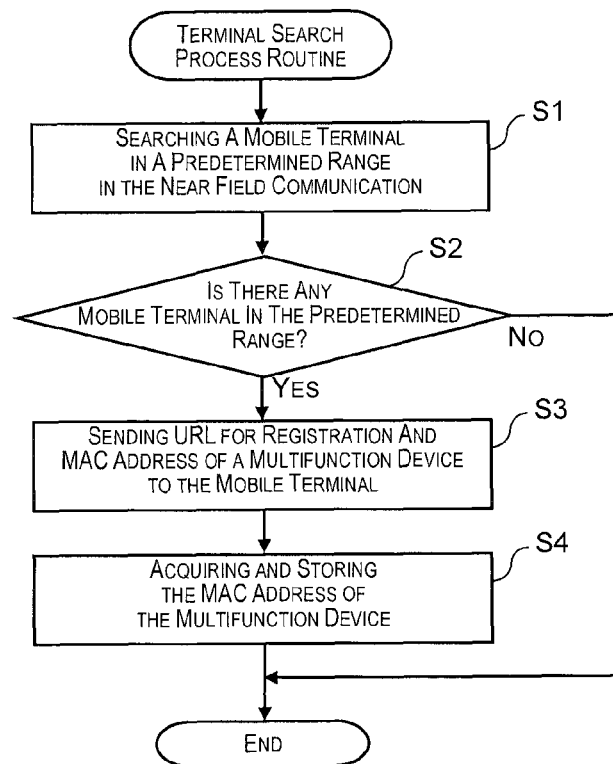 TERMINAL SEARCH
PROCESS ROUTINE
S1
SEARCHING A MOBILE TERMINAL
IN A PREDETERMINED RANGE
IN THE NEAR FIELD COMMUNICATION
S2
IS THERE ANY
MOBILE TERMINAL IN THE PREDETERMINED
RANGE?
NO
YES
S3
SENDING URL FOR REGISTRATION AND
MAC ADDRESS OF A MULTIFUNCTION DEVICE
TO THE MOBILE TERMINAL
S4
ACQUIRING AND STORING
THE MAC ADDRESS OF
THE MULTIFUNCTION DEVICE
END